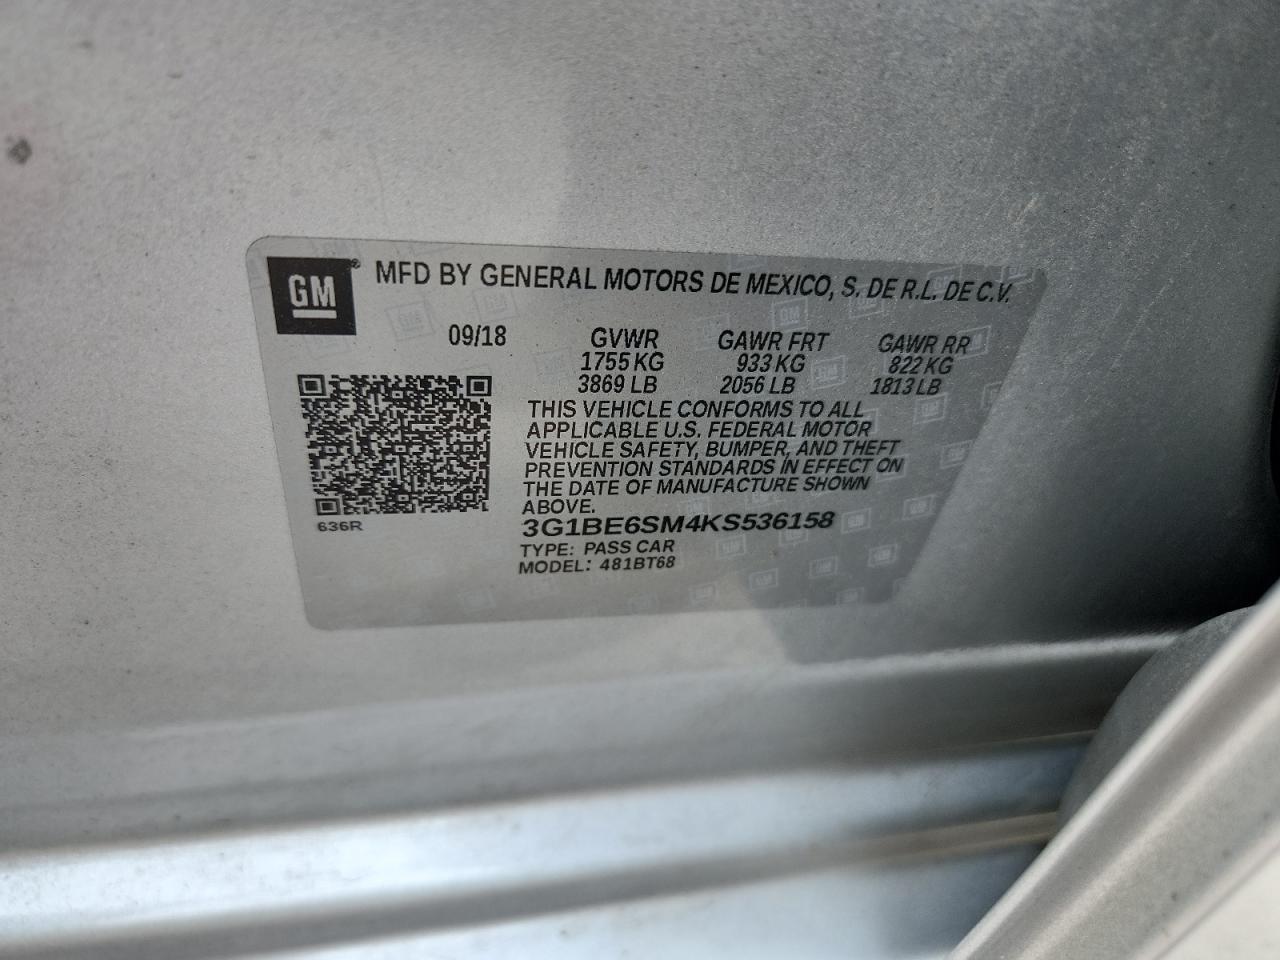 GM
MFD BY GENERAL MOTORS DE MEXICO, S. DE R.L. DE C.V.
09/18 GVWR GAWR FRT GAWR RR
1755 KG 933 KG 822 KG
3869 LB 2056 LB 1813 LB
THIS VEHICLE CONFORMS TO ALL
APPLICABLE U.S. FEDERAL MOTOR
VEHICLE SAFETY, BUMPER, AND THEFT
PREVENTION STANDARDS IN EFFECT ON
THE DATE OF MANUFACTURE SHOWN
ABOVE.
636R
3G1BE6SM4KS536158
TYPE: PASS CAR
MODEL: 481BT68